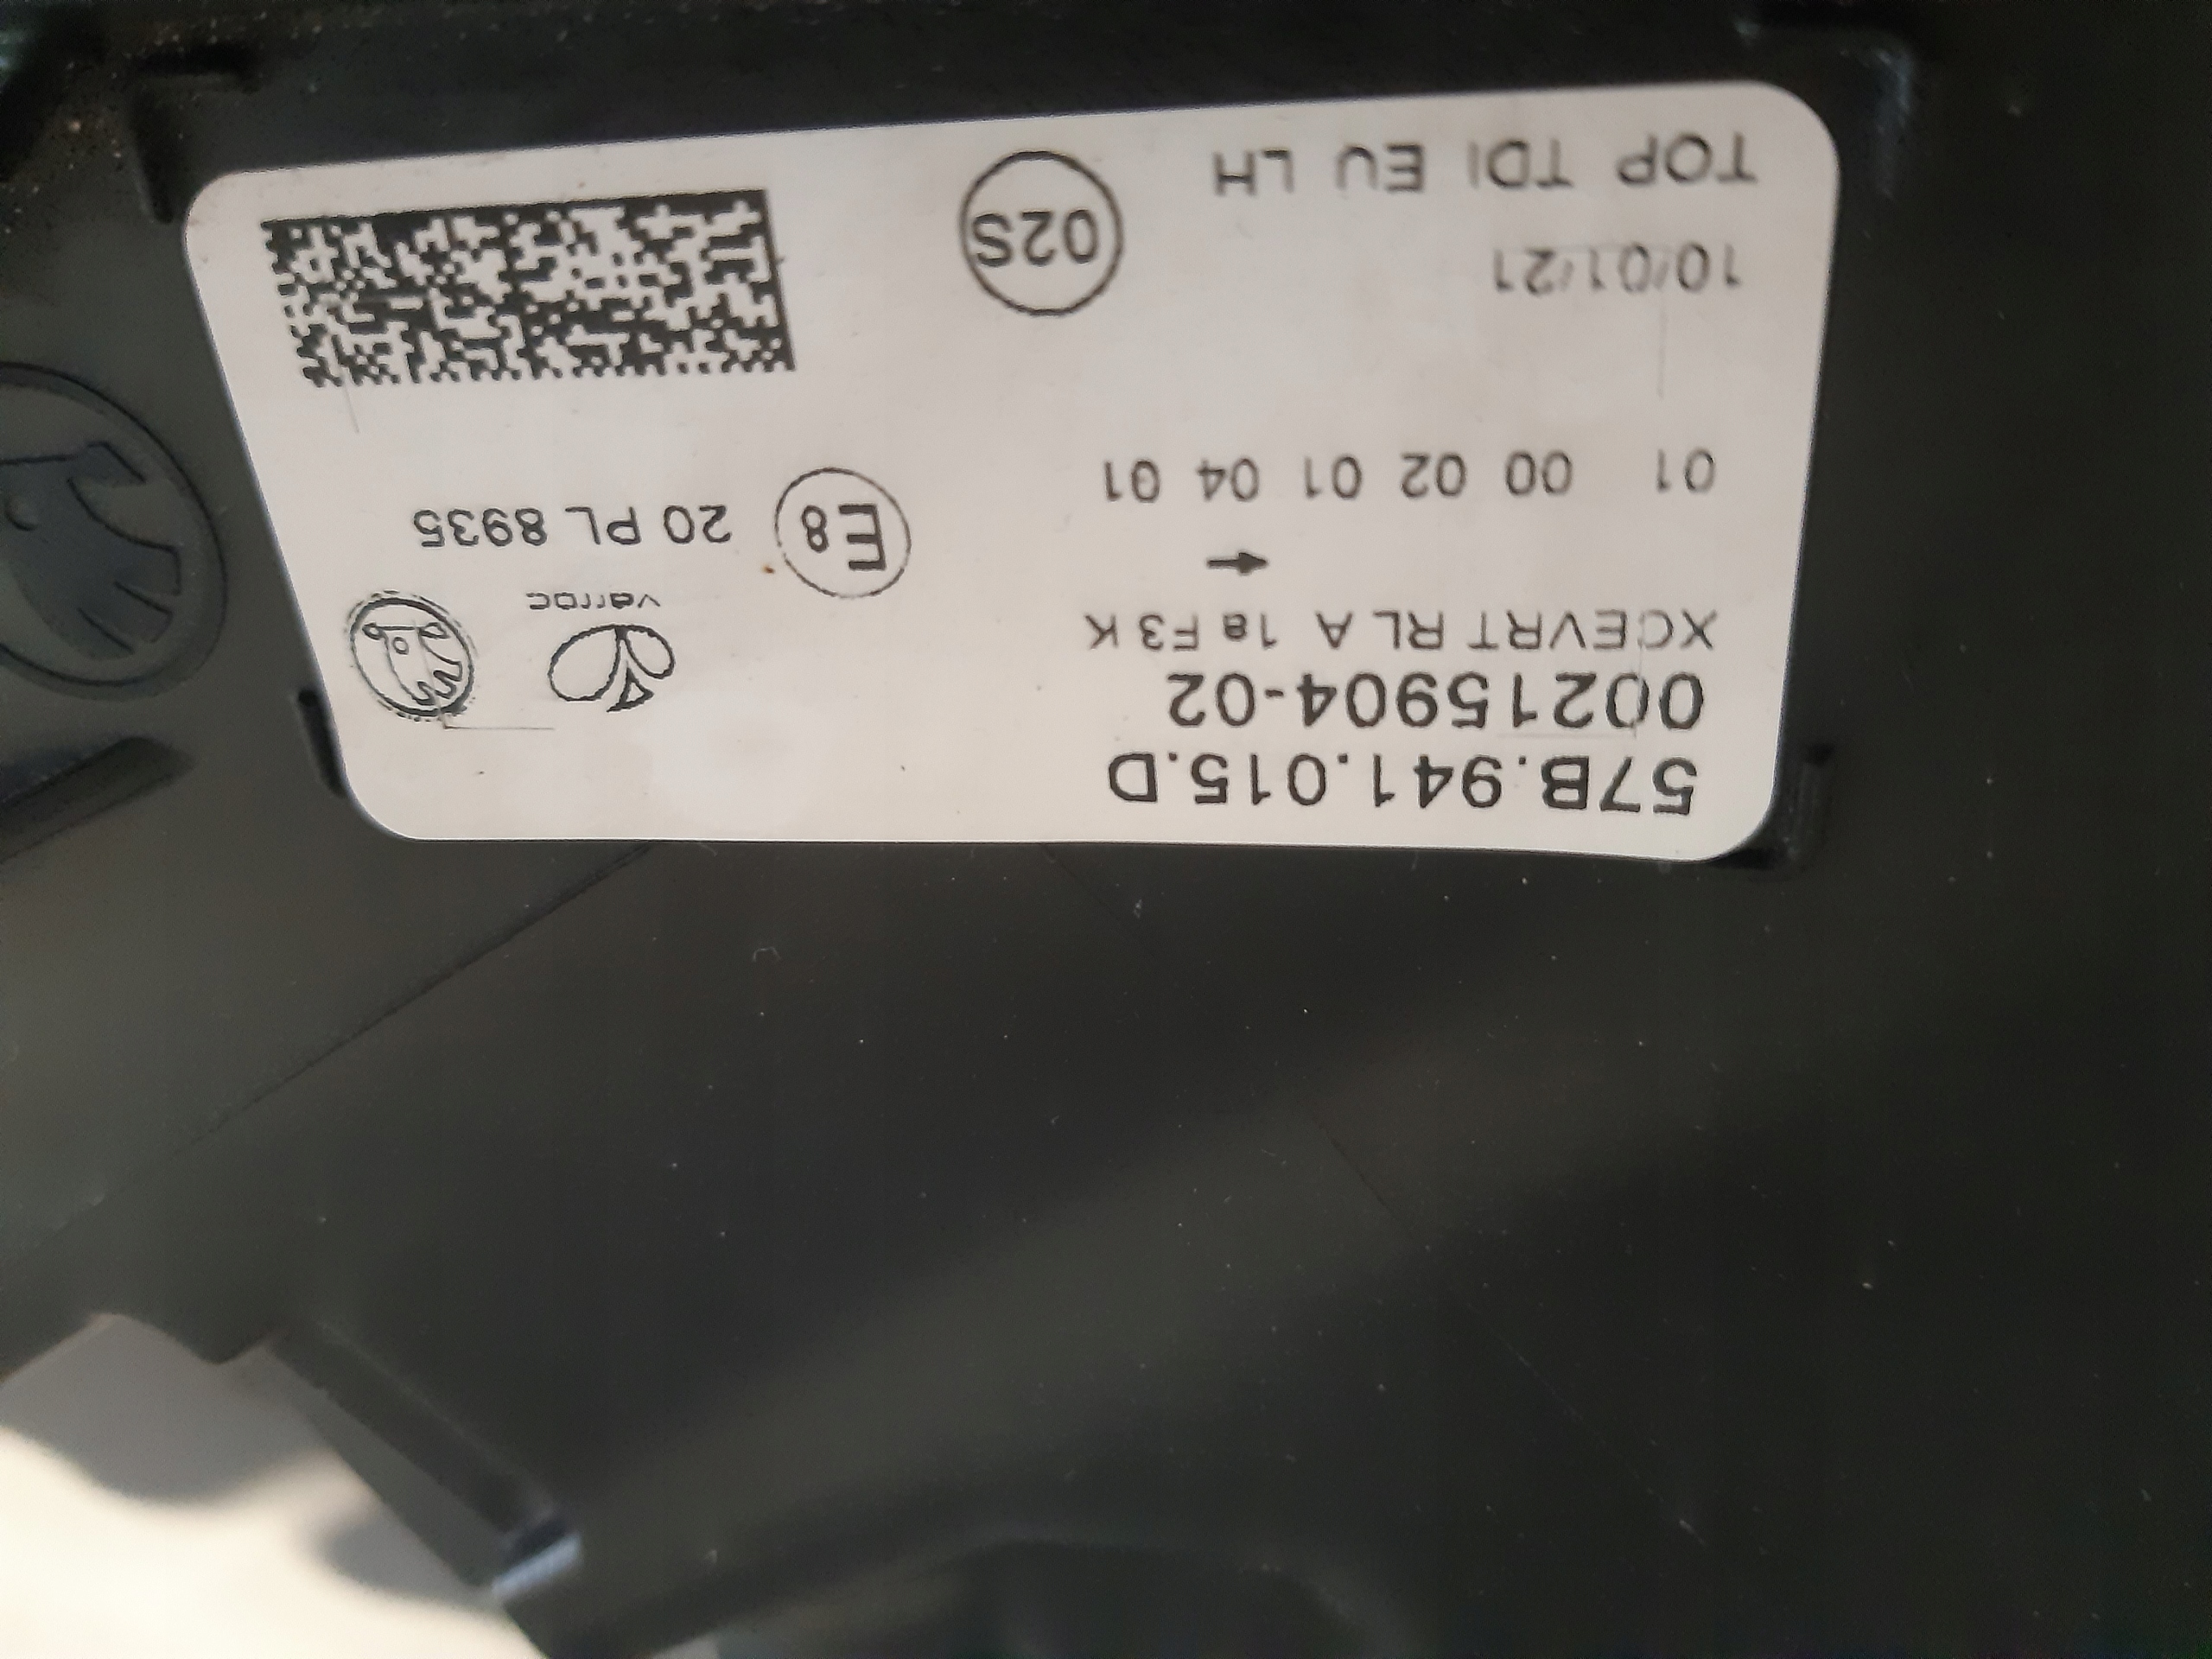 57B.941.015.D
00215904-02
XCEVRT RL A 1a F3 K
varroc
E8 20 PL 8935
01 00 02 01 04 01
10/01/21
TOP TDI EU LH
02S